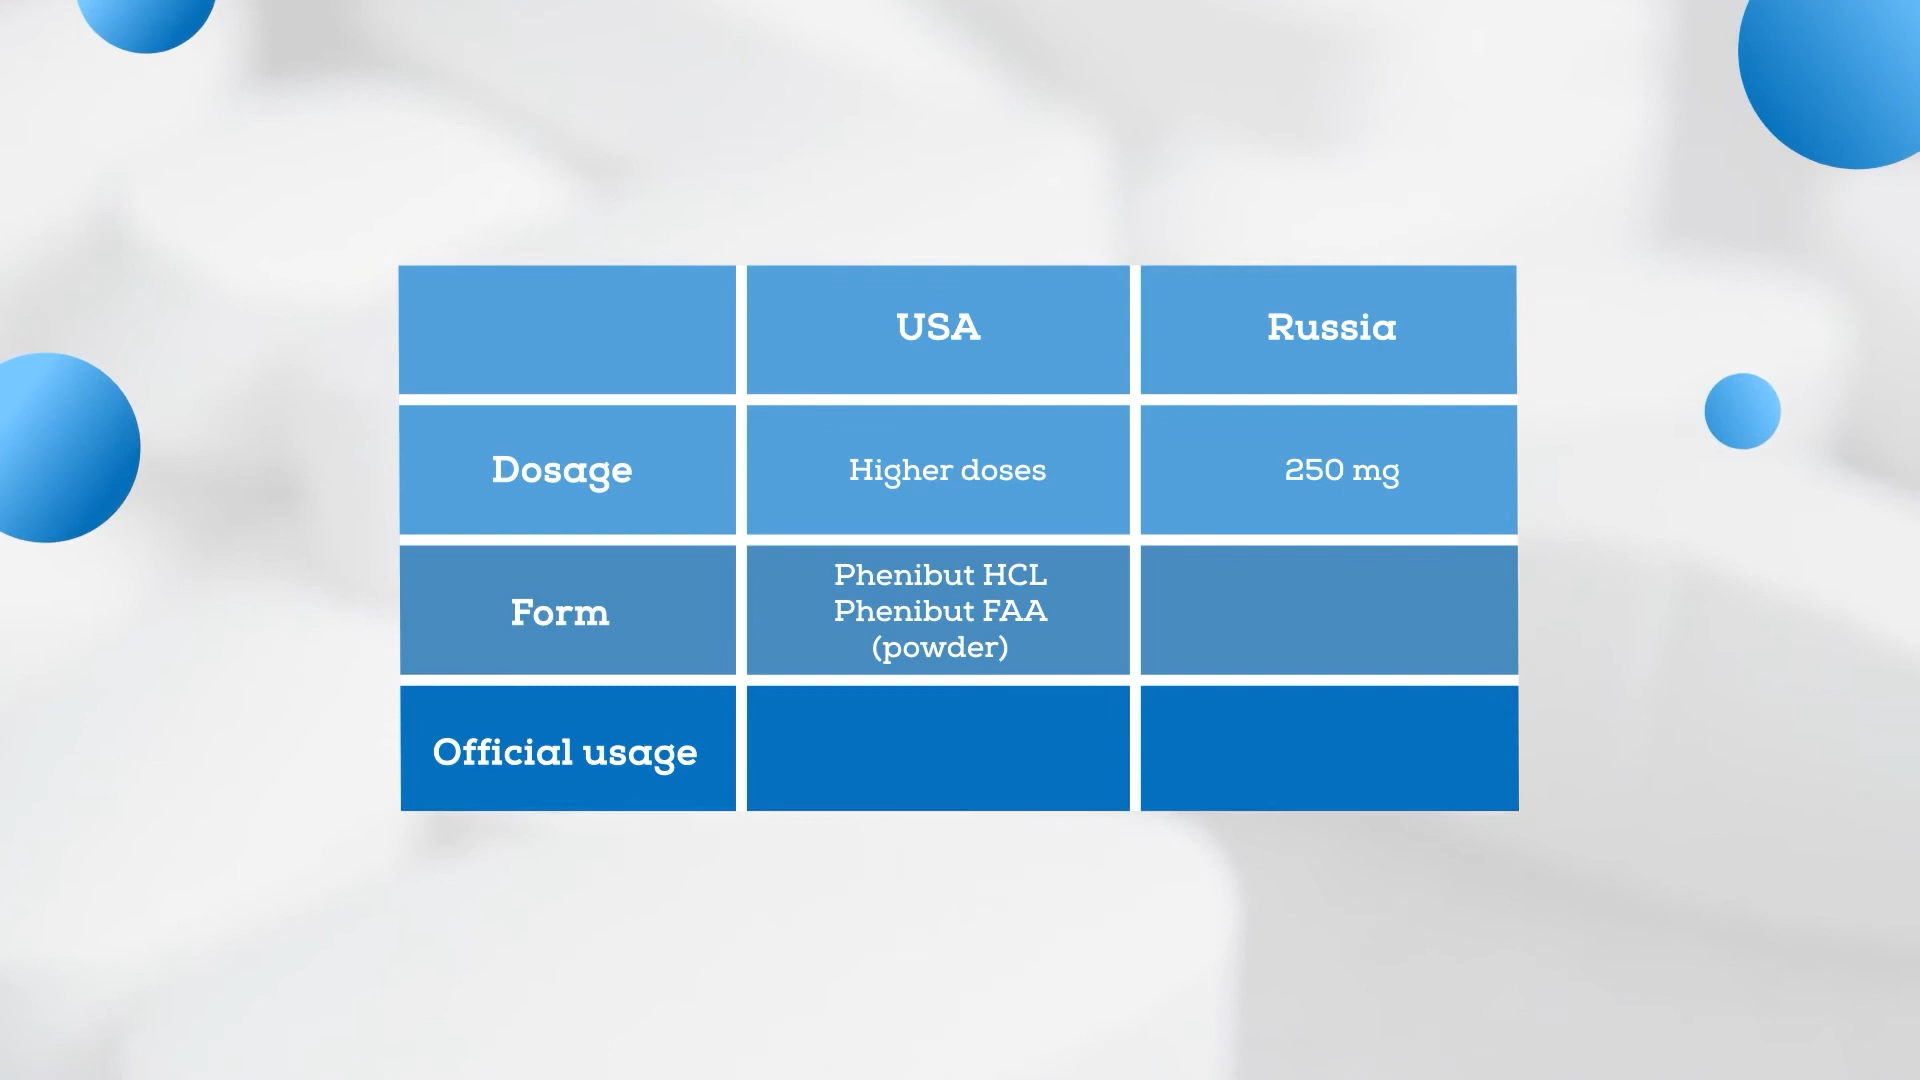 USA
Russia
Dosage
Higher doses
250 mg
Form
Phenibut HCL
Phenibut FAA
(powder)
Official usage